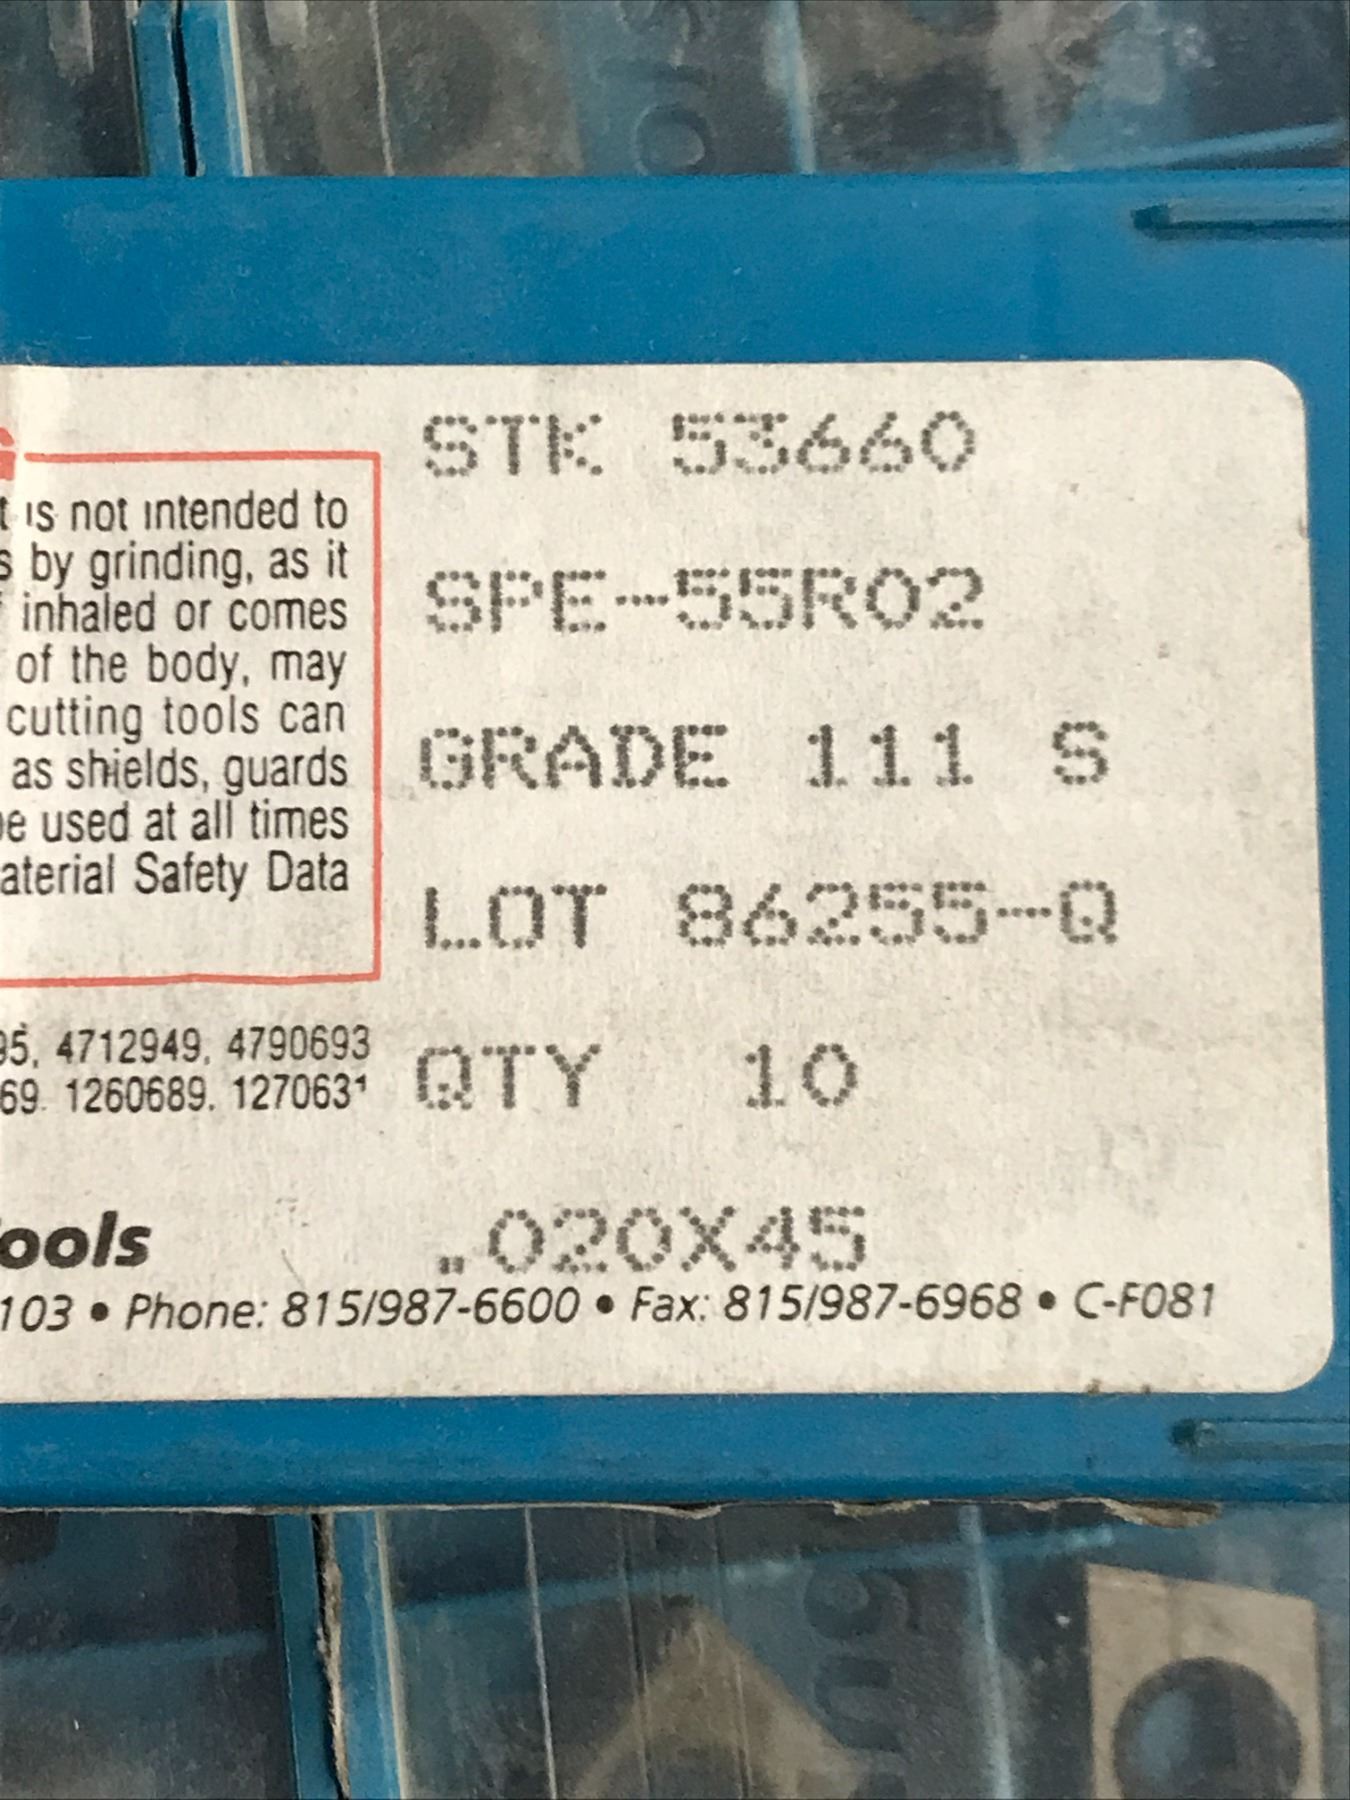 STK 53660
SPE-55R02
GRADE 111 S
LOT 86255-Q
QTY 10
.020X45
is not intended to
by grinding, as it
inhaled or comes
of the body, may
cutting tools can
as shields, guards
used at all times
Safety Data
95, 4712949, 4790693
69. 1260689. 127063
ools
103 • Phone: 815/987-6600 • Fax: 815/987-6968 • C-F081